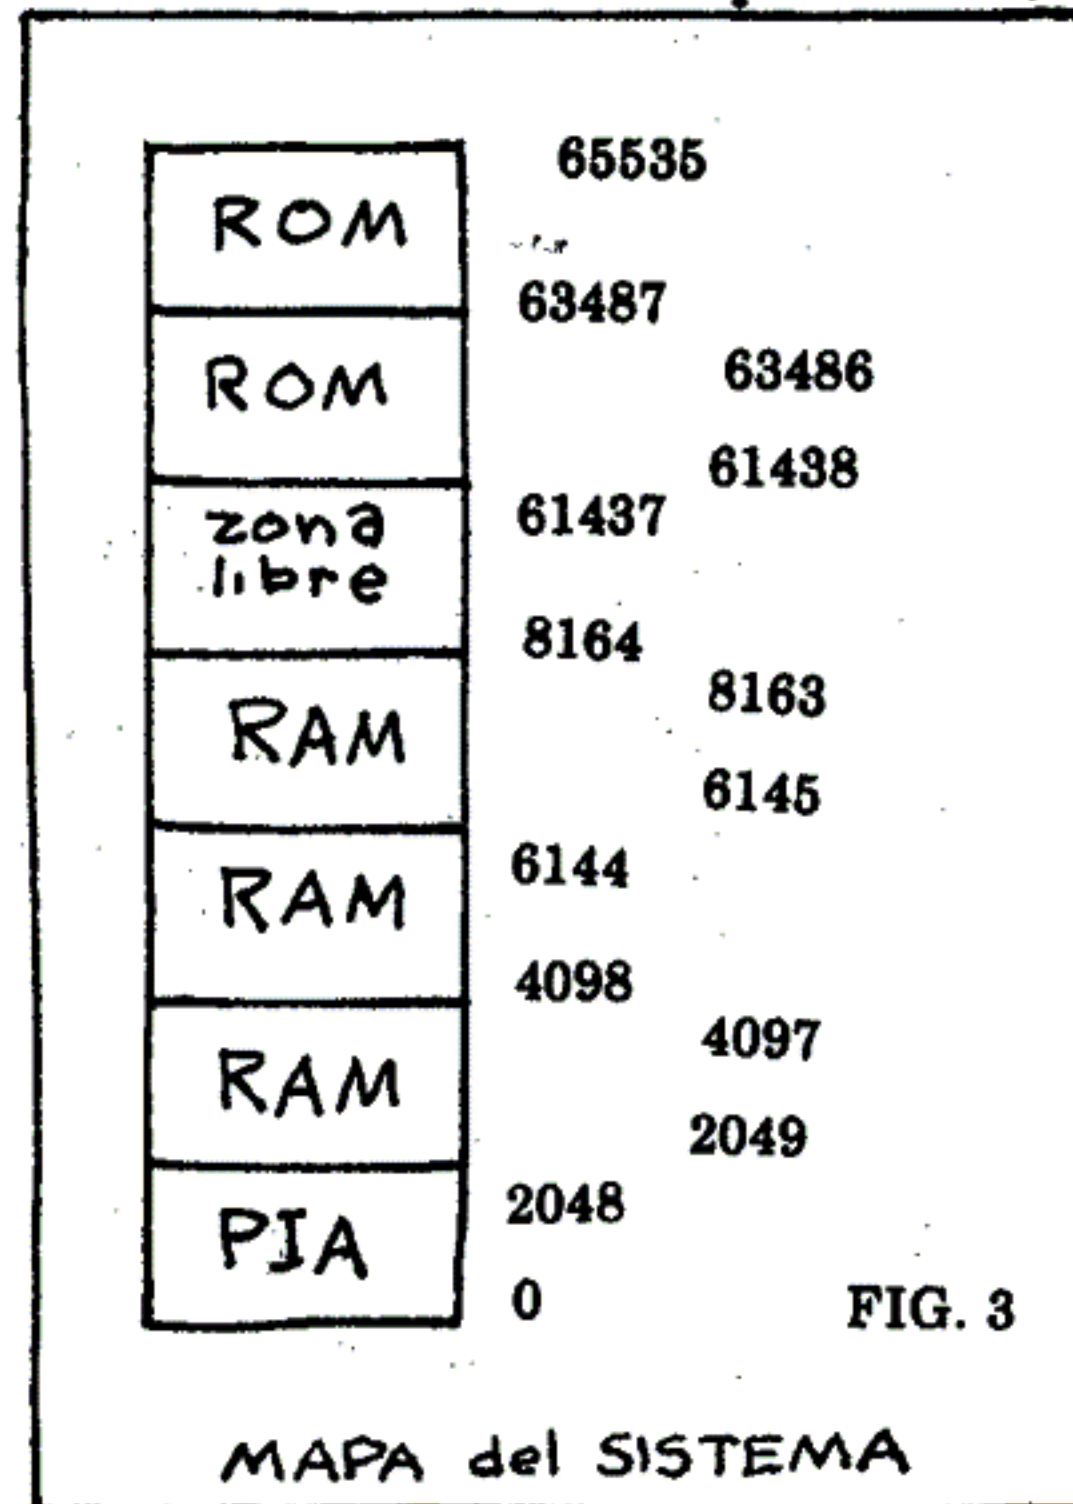 65535
ROM
63487
63486
ROM
61438
61437
zona
libre
8164
8163
RAM
6145
6144
RAM
4098
4097
RAM
2049
2048
PIA
0
FIG. 3
MAPA del SISTEMA